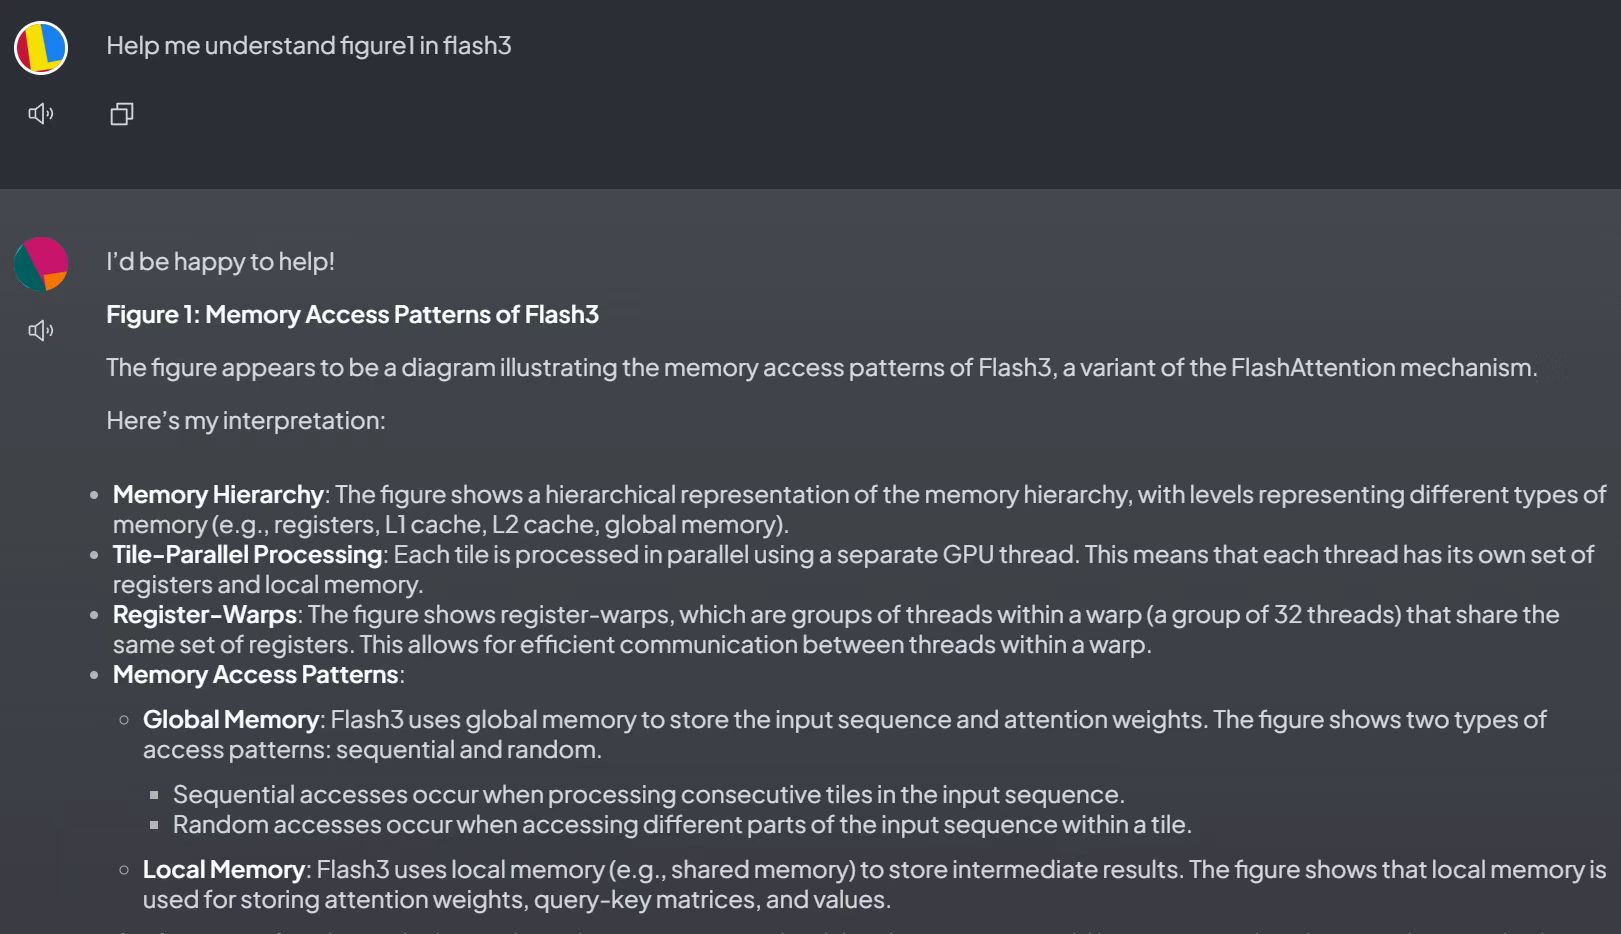 Help me understand figure1 in flash3
I'd be happy to help!
Figure 1: Memory Access Patterns of Flash3
The figure appears to be a diagram illustrating the memory access patterns of Flash3, a variant of the FlashAttention mechanism.
Here's my interpretation:
Memory Hierarchy: The figure shows a hierarchical representation of the memory hierarchy, with levels representing different types of
memory (e.g., registers, L1 cache, L2 cache, global memory).
Tile-Parallel Processing: Each tile is processed in parallel using a separate GPU thread. This means that each thread has its own set of
registers and local memory.
Register-Warps: The figure shows register-warps, which are groups of threads within a warp (a group of 32 threads) that share the
same set of registers. This allows for efficient communication between threads within a warp.
Memory Access Patterns:
Global Memory: Flash3 uses global memory to store the input sequence and attention weights. The figure shows two types of
access patterns: sequential and random.
Sequential accesses occur when processing consecutive tiles in the input sequence.
Random accesses occur when accessing different parts of the input sequence within a tile.
Local Memory: Flash3 uses local memory (e.g., shared memory) to store intermediate results. The figure shows that local memory is
used for storing attention weights, query-key matrices, and values.